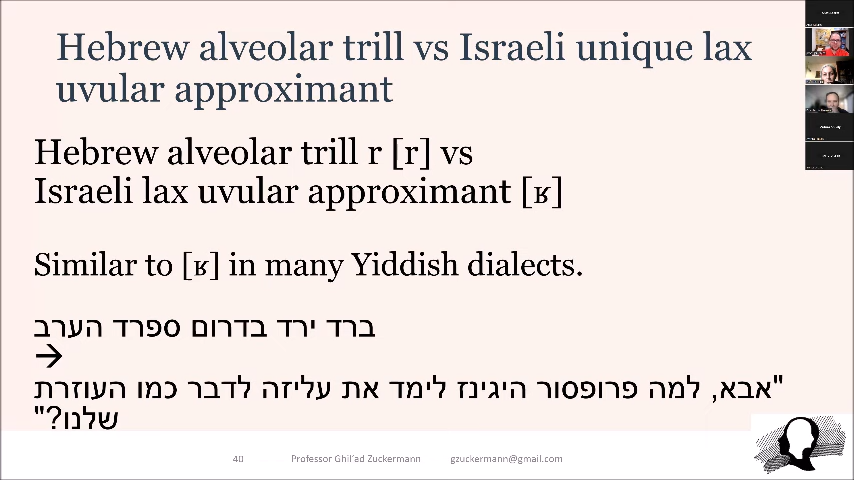 Hebrew alveolar trill vs Israeli unique lax
uvular approximant
Hebrew alveolar trill r [r] vs
Israeli lax uvular approximant [ʁ]
Similar to [ʁ] in many Yiddish dialects.
ברד ירד בדרום ספרד הערב
→
"אבא, למה פרופסור היגינז לימד את עליזה לדבר כמו העוזרת
שלנו?"
40 Professor Ghil'ad Zuckermann gzuckermann@gmail.com